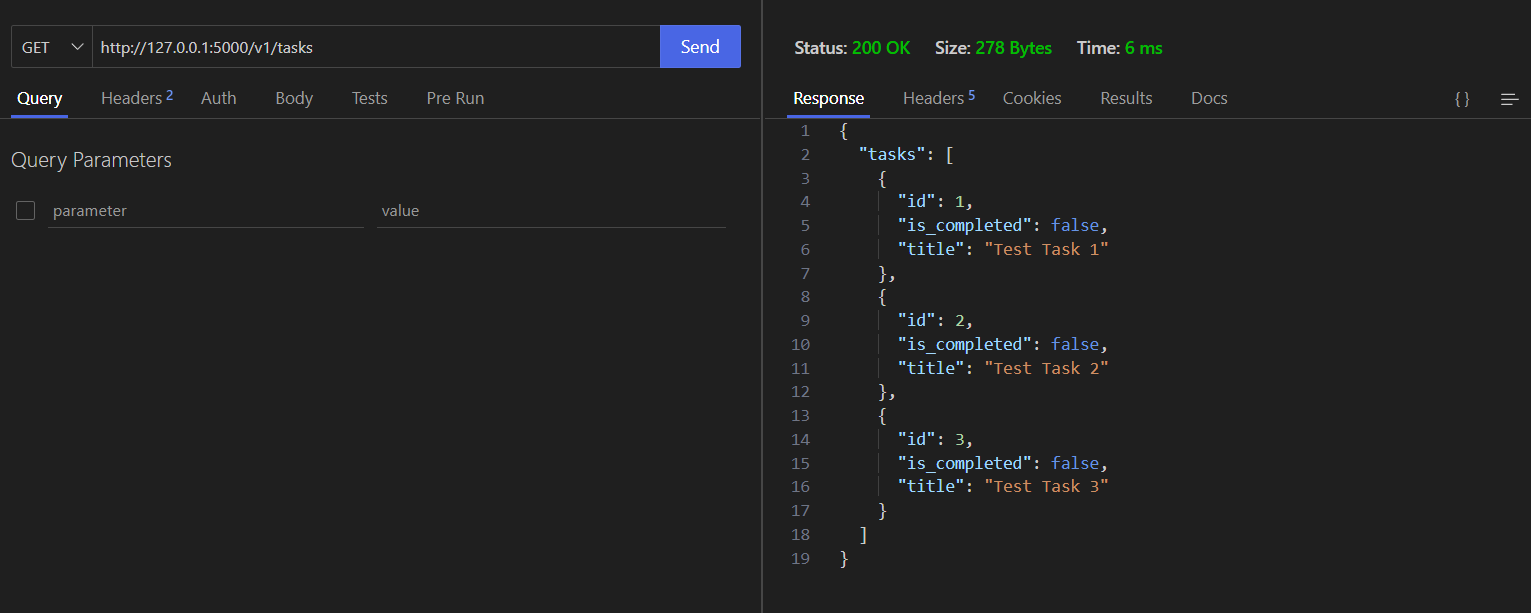 GET http://127.0.0.1:5000/v1/tasks Send
Query Headers 2 Auth Body Tests Pre Run
Query Parameters
parameter value
Status: 200 OK Size: 278 Bytes Time: 6 ms
Response Headers 5 Cookies Results Docs { }
1 {
2 "tasks": [
3 {
4 "id": 1,
5 "is_completed": false,
6 "title": "Test Task 1"
7 },
8 {
9 "id": 2,
10 "is_completed": false,
11 "title": "Test Task 2"
12 },
13 {
14 "id": 3,
15 "is_completed": false,
16 "title": "Test Task 3"
17 }
18 ]
19 }